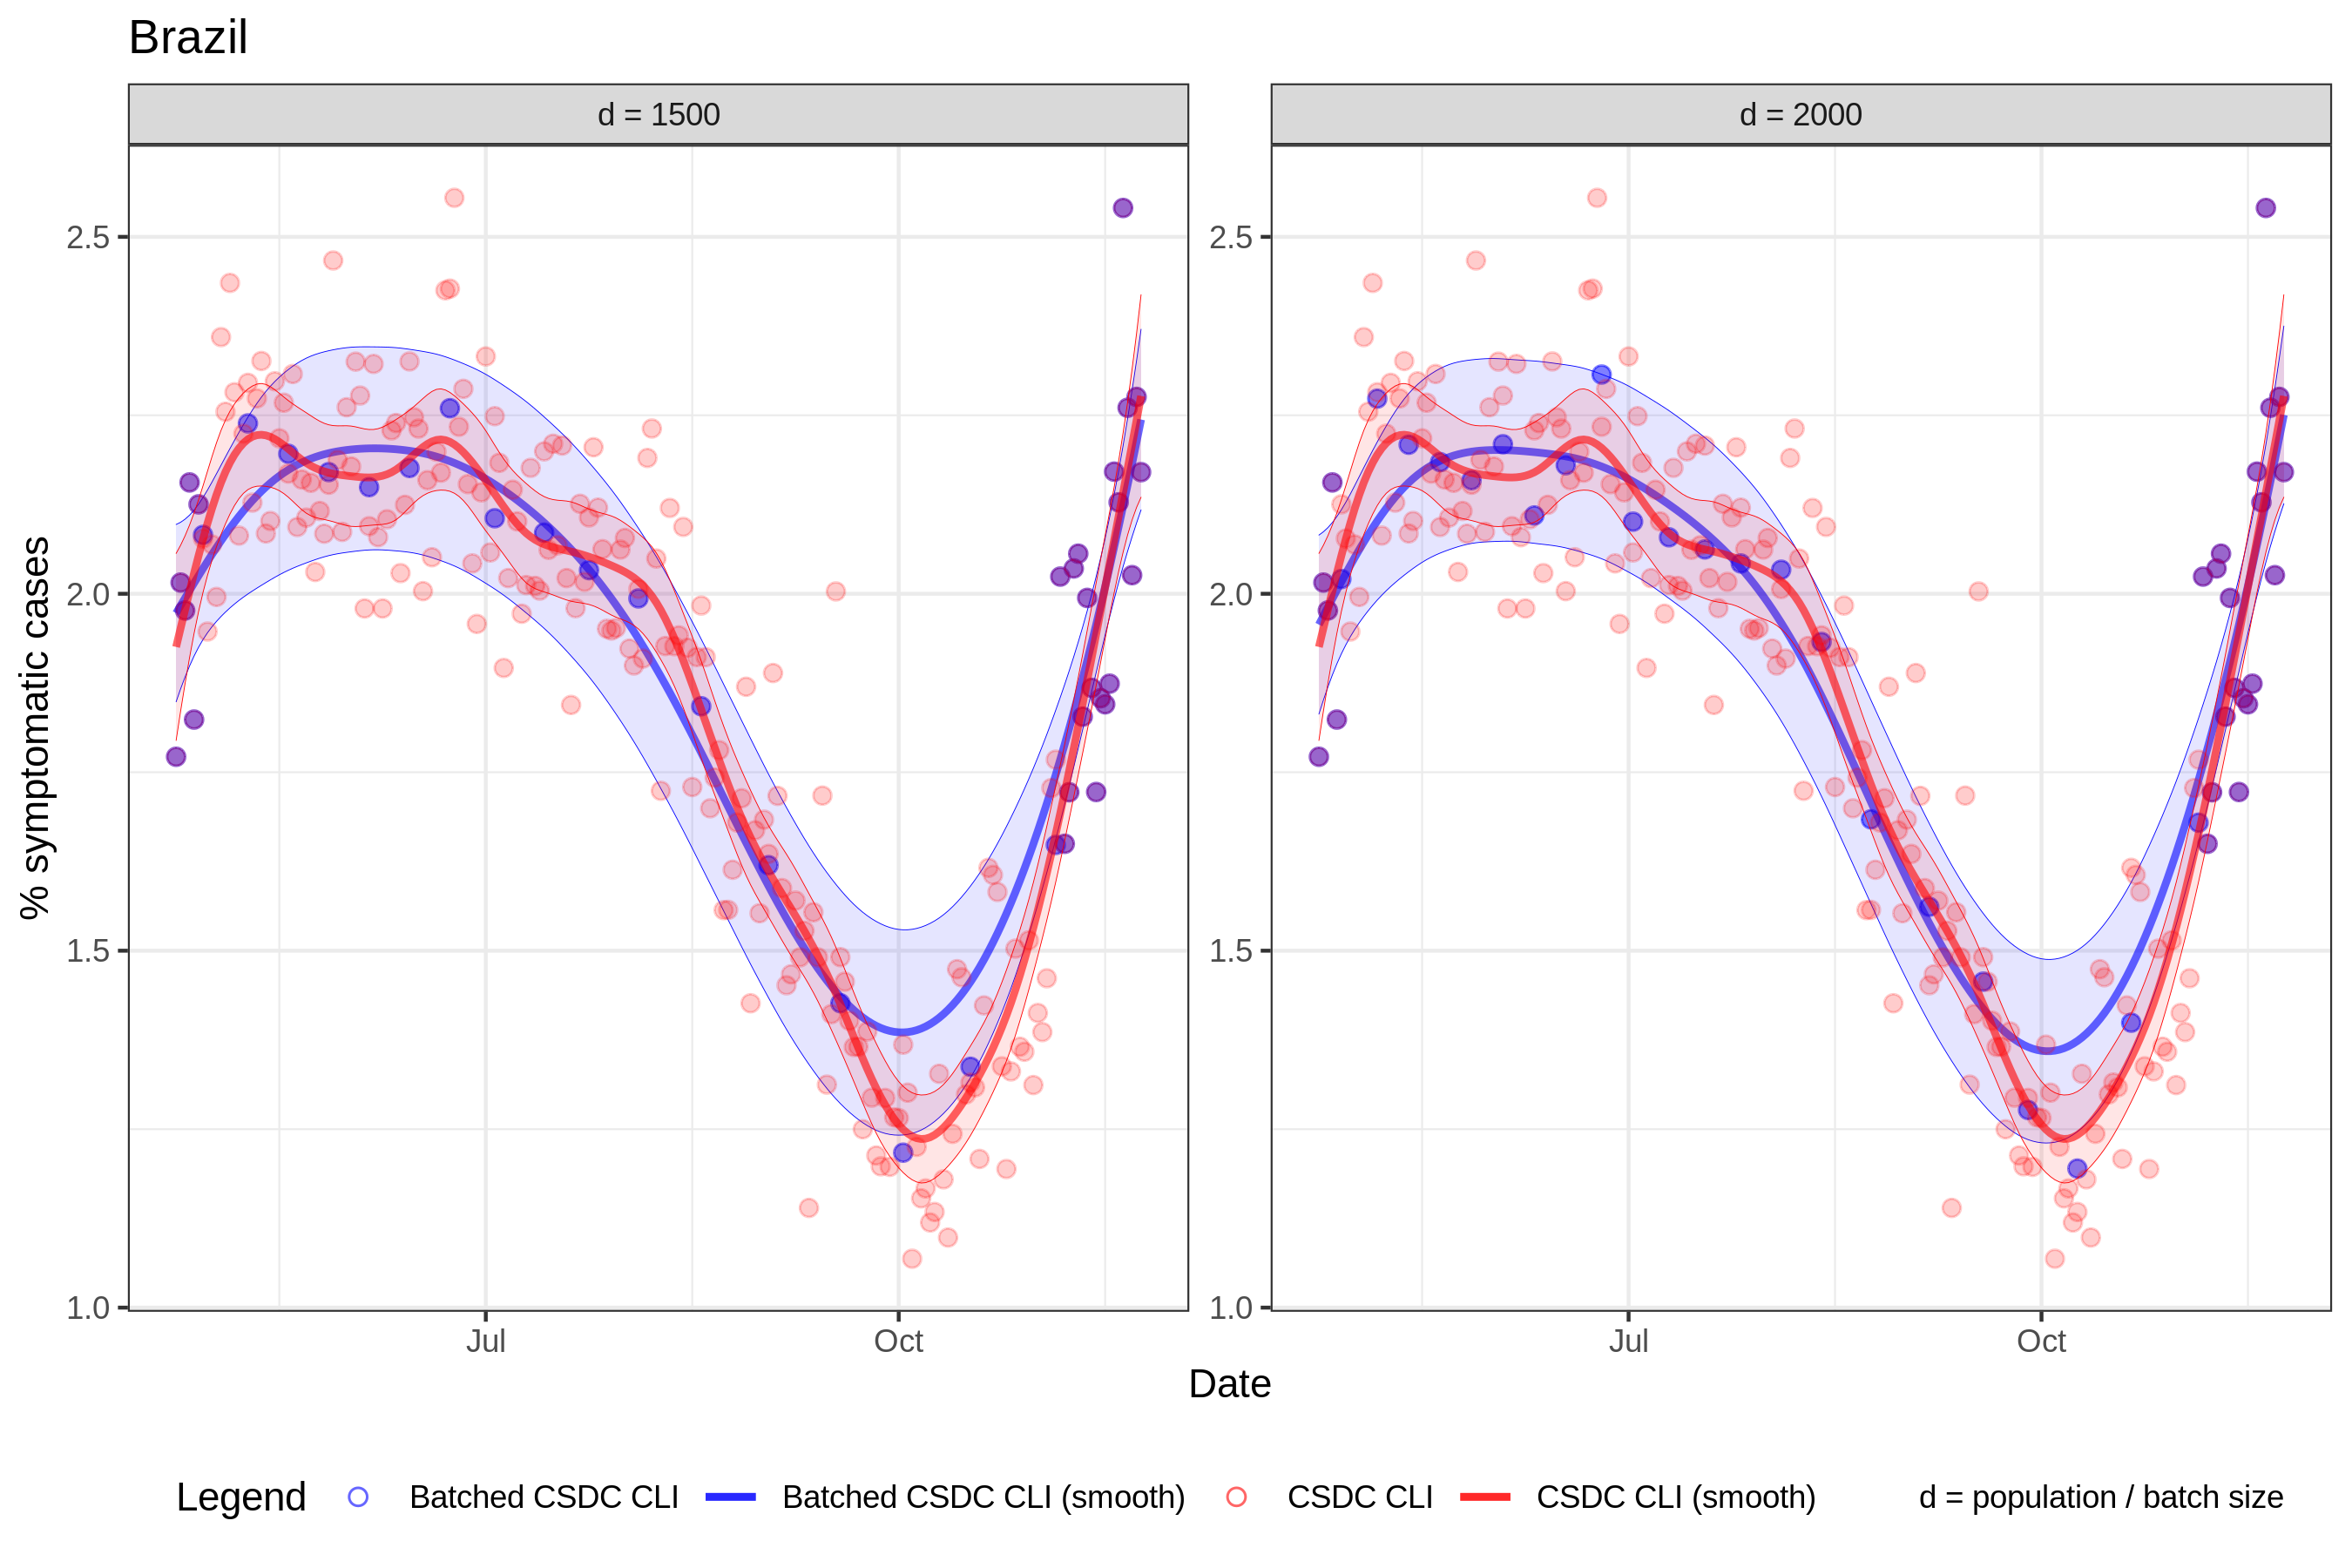 Brazil
d = 1500
d = 2000
% symptomatic cases
2.5
2.0
1.5
1.0
2.5
2.0
1.5
1.0
Jul
Oct
Jul
Oct
Date
Legend
Batched CSDC CLI
Batched CSDC CLI (smooth)
CSDC CLI
CSDC CLI (smooth)
d = population / batch size